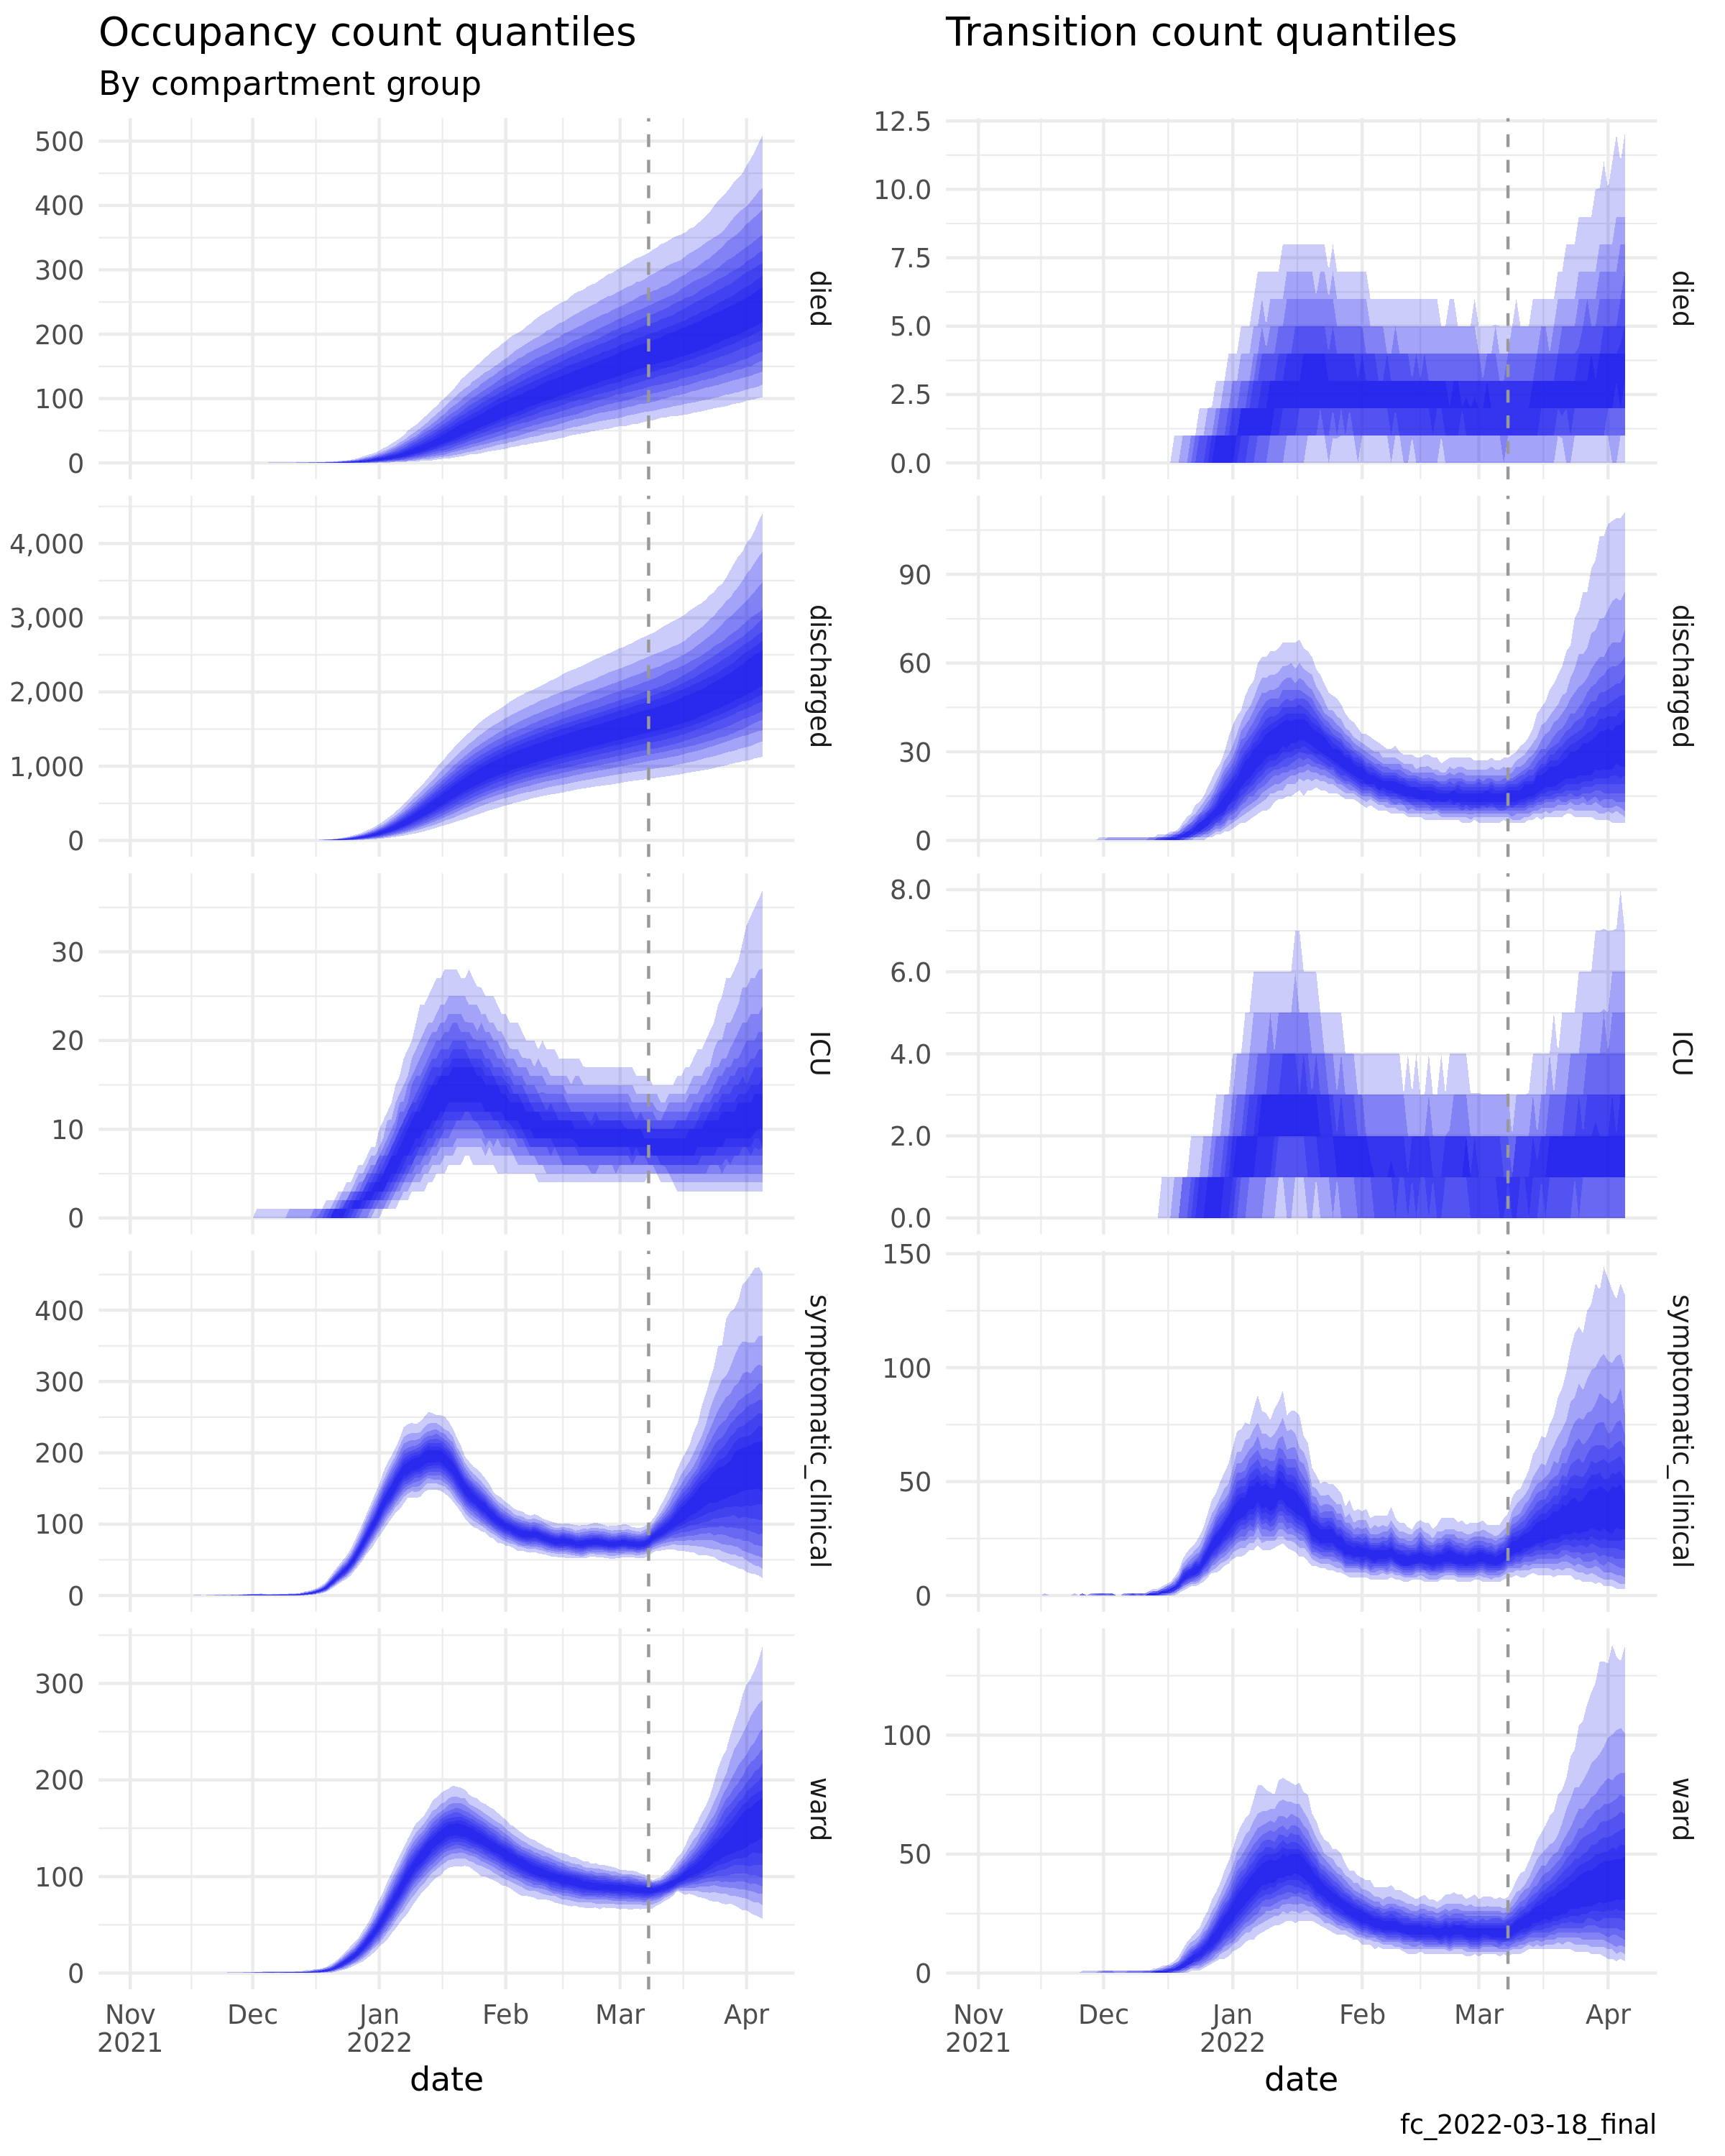 Occupancy count quantiles
By compartment group
500
400
300
200
100
0
died
4,000
3,000
2,000
1,000
0
discharged
30
20
10
0
ICU
400
300
200
100
0
symptomatic_clinical
300
200
100
0
ward
Nov Dec Jan Feb Mar Apr
2021 2022
date
Transition count quantiles
12.5
10.0
7.5
5.0
2.5
0.0
died
90
60
30
0
discharged
8.0
6.0
4.0
2.0
0.0
ICU
150
100
50
0
symptomatic_clinical
100
50
0
ward
Nov Dec Jan Feb Mar Apr
2021 2022
date
fc_2022-03-18_final